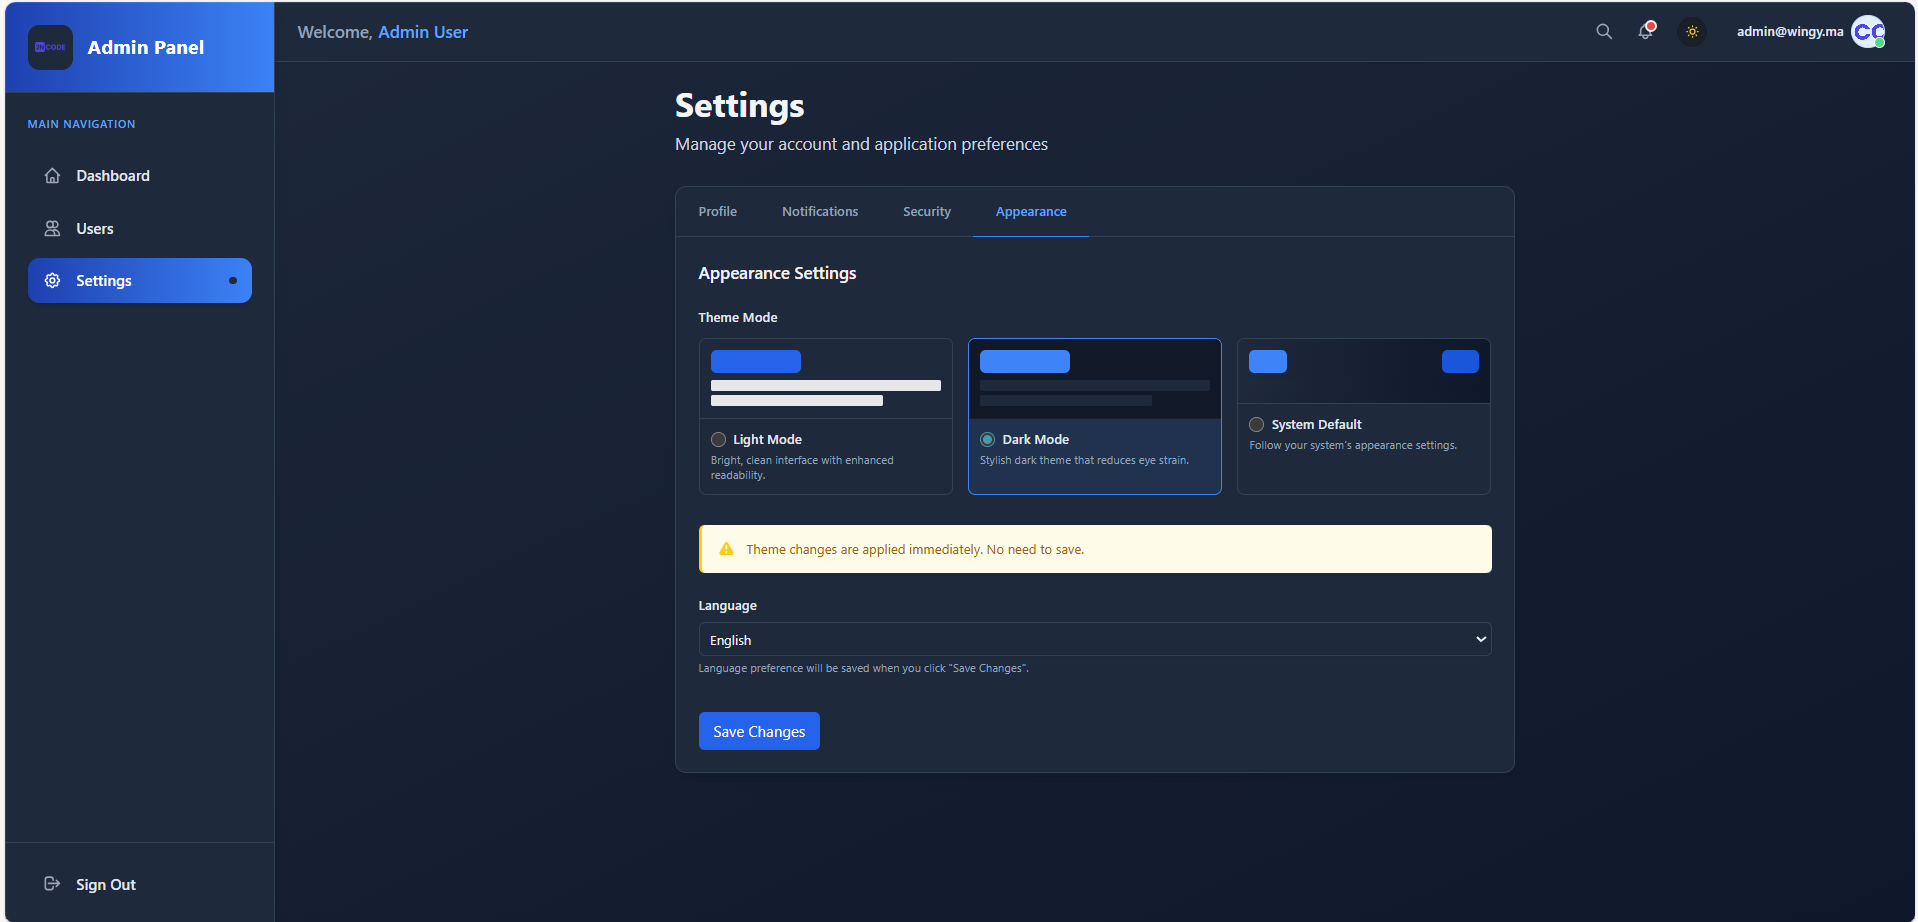 INCODE
Admin Panel
Welcome, Admin User
admin@wingy.ma
MAIN NAVIGATION
Dashboard
Users
Settings
Sign Out
Settings
Manage your account and application preferences
Profile
Notifications
Security
Appearance
Appearance Settings
Theme Mode
Light Mode
Bright, clean interface with enhanced
readability.
Dark Mode
Stylish dark theme that reduces eye strain.
System Default
Follow your system's appearance settings.
Theme changes are applied immediately. No need to save.
Language
English
Language preference will be saved when you click "Save Changes".
Save Changes